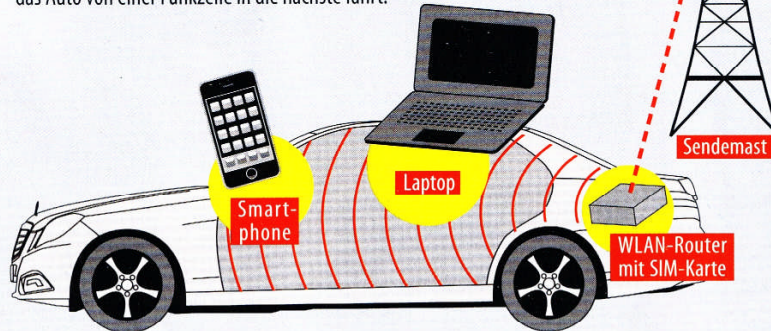 das Auto von einer Funkzelle in die nächste fährt.
Sendemast
Laptop
Smart-
phone
WLAN-Router
mit SIM-Karte